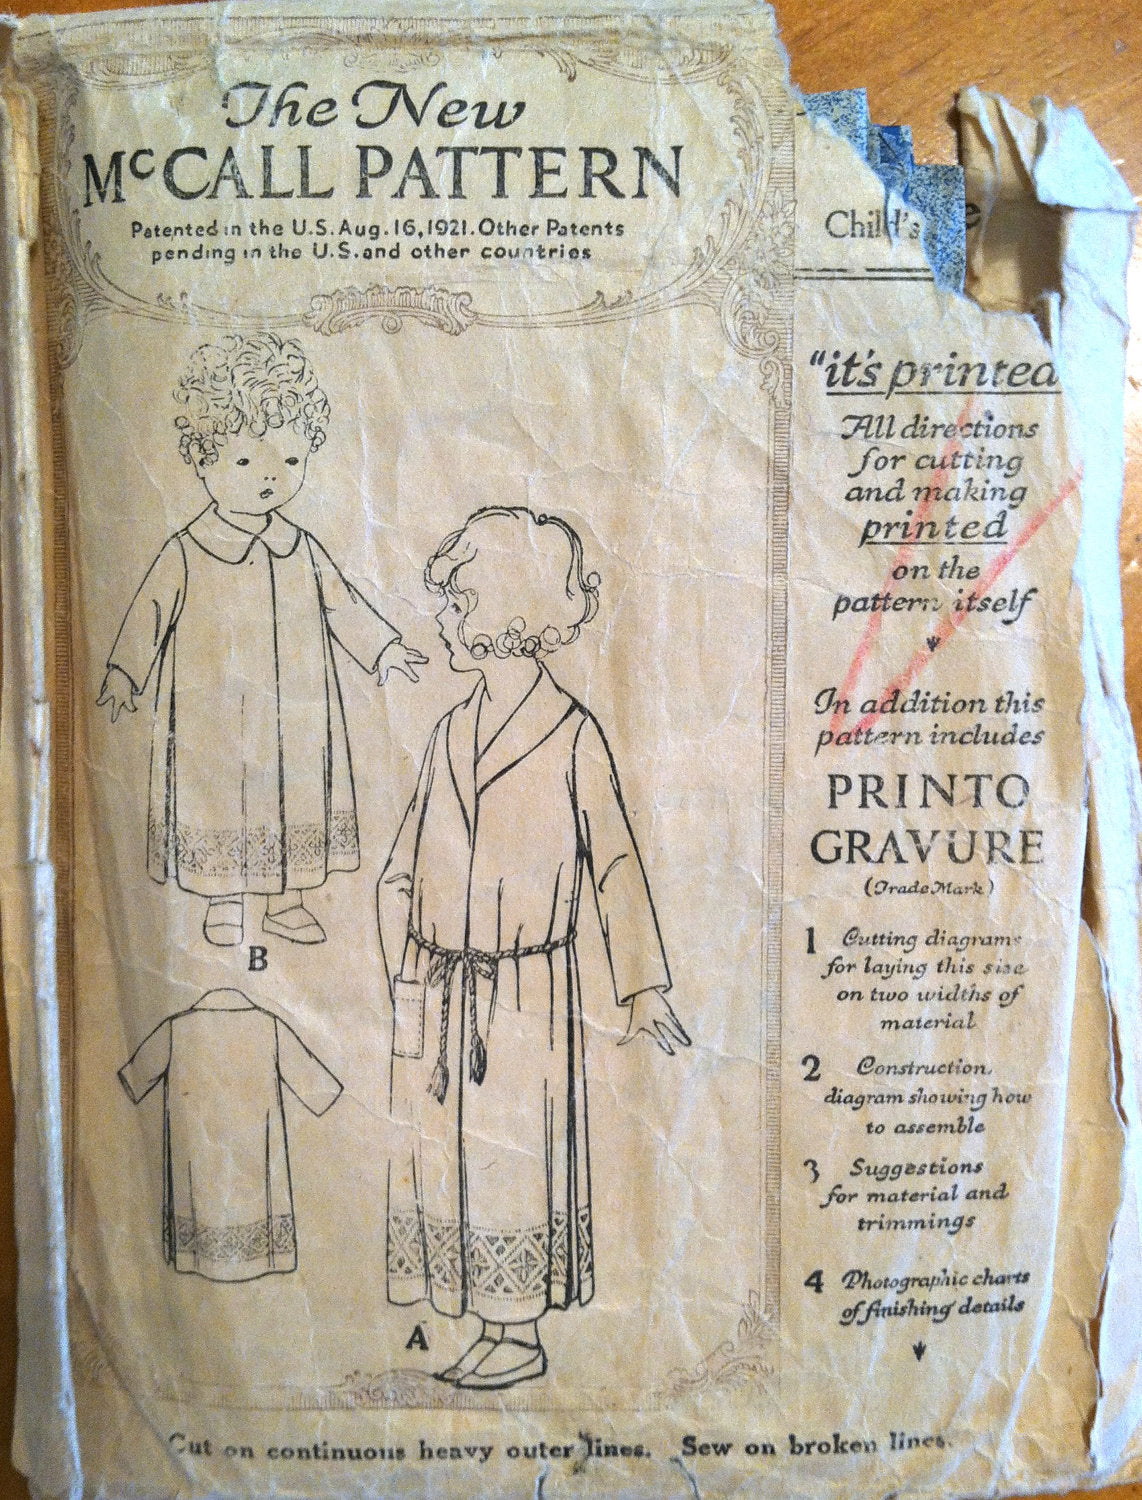 The New
McCALL PATTERN
Patented in the U.S. Aug. 16, 1921. Other Patents
pending in the U.S. and other countries
Child's
"it's printed
All directions
for cutting
and making
printed
on the
pattern itself
In addition this
pattern includes
PRINTO
GRAVURE
(Trade Mark)
1 Cutting diagrams
for laying this size
on two widths of
material
2 Construction
diagram showing how
to assemble
3 Suggestions
for material and
trimmings
4 Photographic charts
of finishing details
B
A
Cut on continuous heavy outer lines. Sew on broken lines.